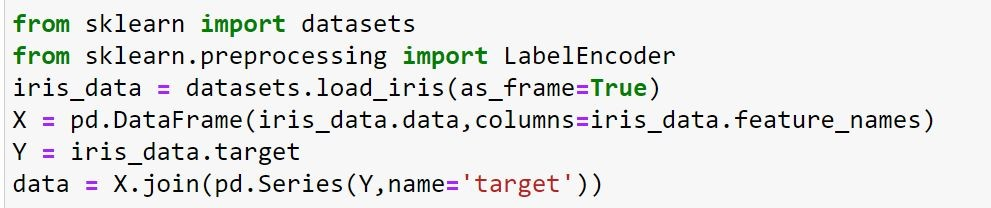 from sklearn import datasets
from sklearn.preprocessing import LabelEncoder
iris_data = datasets.load_iris(as_frame=True)
X = pd.DataFrame(iris_data.data,columns=iris_data.feature_names)
Y = iris_data.target
data = X.join(pd.Series(Y,name='target'))